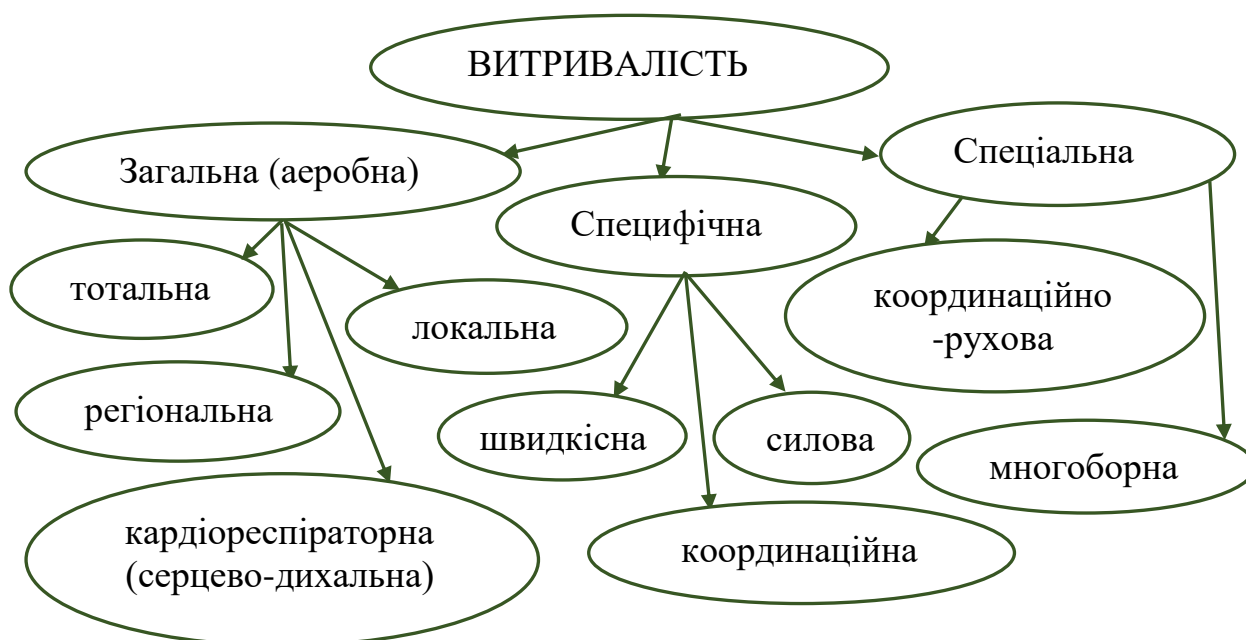 ВИТРИВАЛІСТЬ
Загальна (аеробна)
Специфічна
Спеціальна
тотальна
локальна
регіональна
кардіореспіраторна
(серцево-дихальна)
швидкісна
силова
координаційна
координаційно
-рухова
многоборна